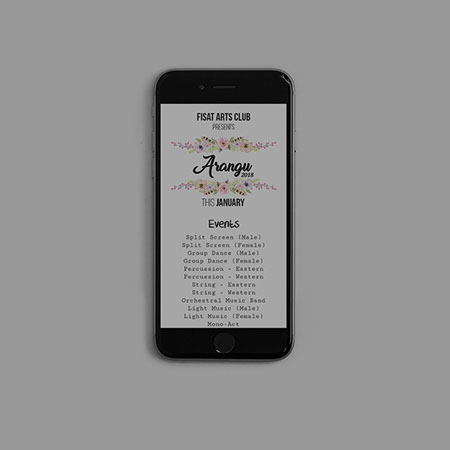 FISAT ARTS CLUB
PRESENTS
Arangu
2018
THIS JANUARY
Events
Split Screen (Male)
Split Screen (Female)
Group Dance (Male)
Group Dance (Female)
Percussion - Eastern
Percussion - Western
String - Eastern
String - Western
Orchestral Music Band
Light Music (Male)
Light Music (Female)
Mono-Act